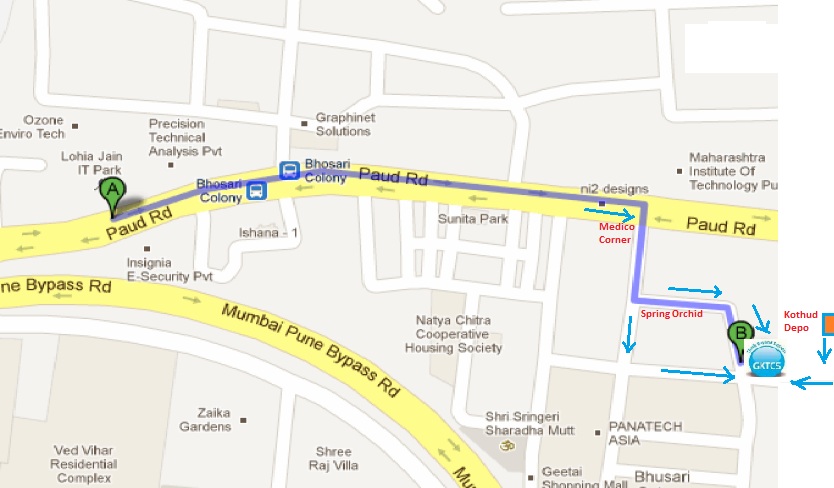 Ozone
Enviro Tech
Precision
Technical
Analysis Pvt
Graphinet
Solutions
Lohia Jain
IT Park
A
Bhosari
Colony
Bhosari
Colony
Paud Rd
ni2 designs
Maharashtra
Institute Of
Technology Pu
Paud Rd
Sunita Park
Medico
Corner
Paud Rd
Ishana - 1
Insignia
E-Security Pvt
ne Bypass Rd
Mumbai Pune Bypass Rd
Spring Orchid
Kothud
Depo
B
GXTCS
Natya Chitra
Cooperative
Housing Society
Zaika
Gardens
Shri Sringeri
Sharadha Mutt
ॐ
PANATECH
ASIA
Ved Vihar
Residential
Complex
Shree
Raj Villa
Mu
Geetai
Shopping Mall
Bhusari